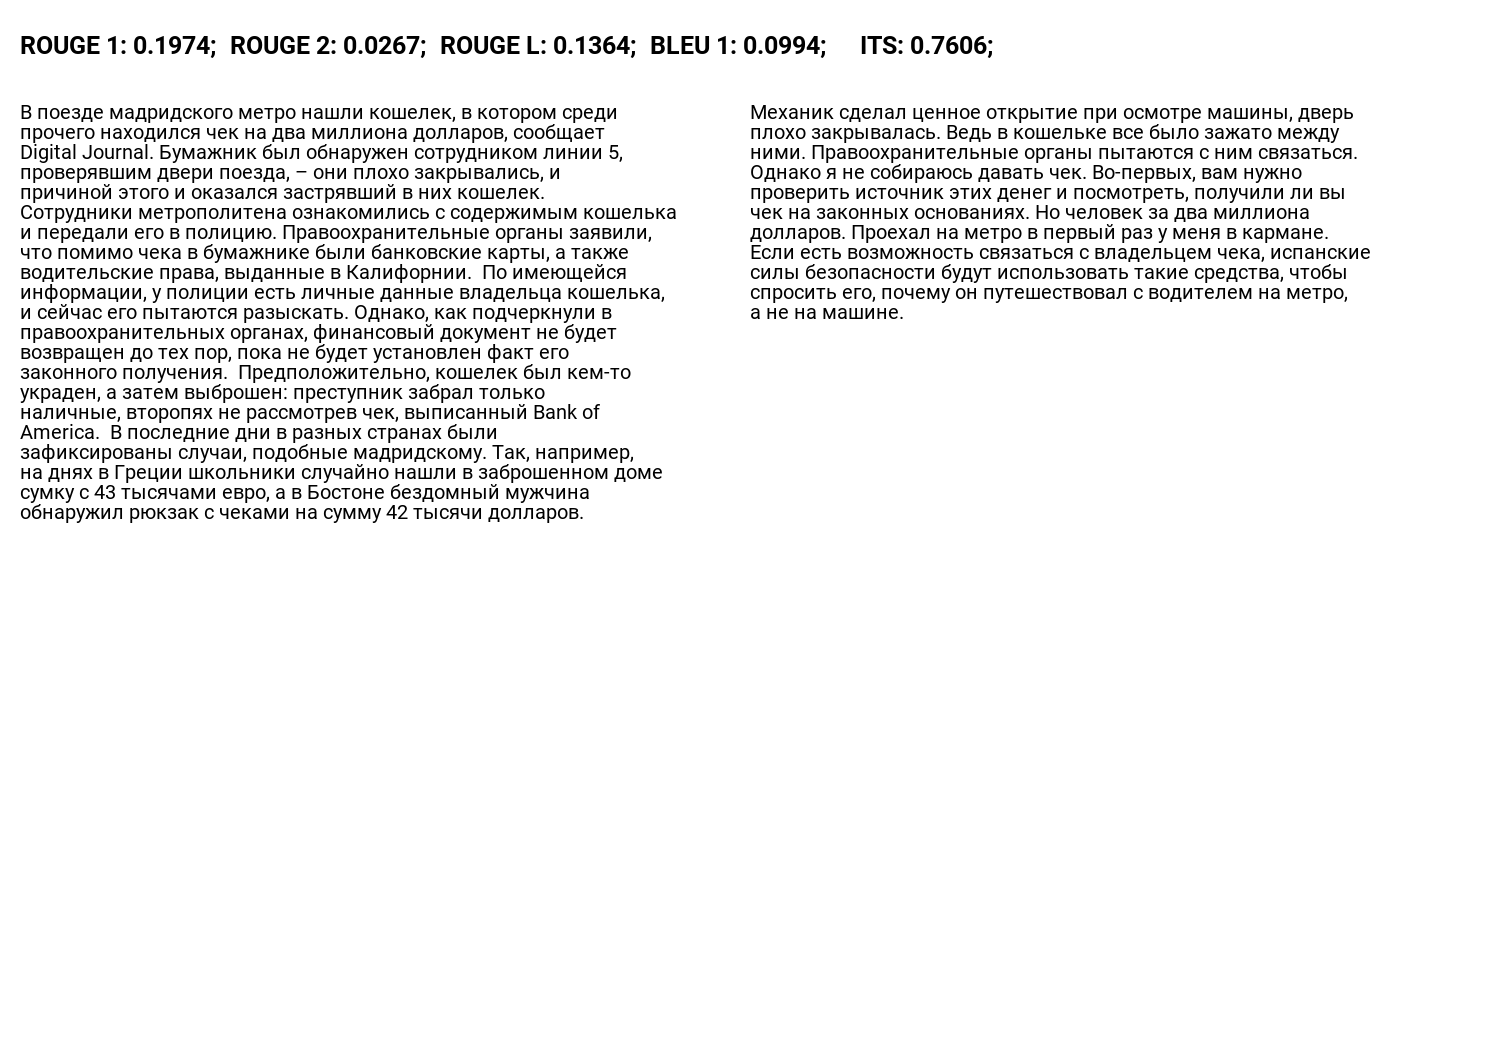 ROUGE 1: 0.1974; ROUGE 2: 0.0267; ROUGE L: 0.1364; BLEU 1: 0.0994; ITS: 0.7606;
В поезде мадридского метро нашли кошелек, в котором среди
прочего находился чек на два миллиона долларов, сообщает
Digital Journal. Бумажник был обнаружен сотрудником линии 5,
проверявшим двери поезда, – они плохо закрывались, и
причиной этого и оказался застрявший в них кошелек.
Сотрудники метрополитена ознакомились с содержимым кошелька
и передали его в полицию. Правоохранительные органы заявили,
что помимо чека в бумажнике были банковские карты, а также
водительские права, выданные в Калифорнии. По имеющейся
информации, у полиции есть личные данные владельца кошелька,
и сейчас его пытаются разыскать. Однако, как подчеркнули в
правоохранительных органах, финансовый документ не будет
возвращен до тех пор, пока не будет установлен факт его
законного получения. Предположительно, кошелек был кем-то
украден, а затем выброшен: преступник забрал только
наличные, второпях не рассмотрев чек, выписанный Bank of
America. В последние дни в разных странах были
зафиксированы случаи, подобные мадридскому. Так, например,
на днях в Греции школьники случайно нашли в заброшенном доме
сумку с 43 тысячами евро, а в Бостоне бездомный мужчина
обнаружил рюкзак с чеками на сумму 42 тысячи долларов.
Механик сделал ценное открытие при осмотре машины, дверь
плохо закрывалась. Ведь в кошельке все было зажато между
ними. Правоохранительные органы пытаются с ним связаться.
Однако я не собираюсь давать чек. Во-первых, вам нужно
проверить источник этих денег и посмотреть, получили ли вы
чек на законных основаниях. Но человек за два миллиона
долларов. Проехал на метро в первый раз у меня в кармане.
Если есть возможность связаться с владельцем чека, испанские
силы безопасности будут использовать такие средства, чтобы
спросить его, почему он путешествовал с водителем на метро,
а не на машине.